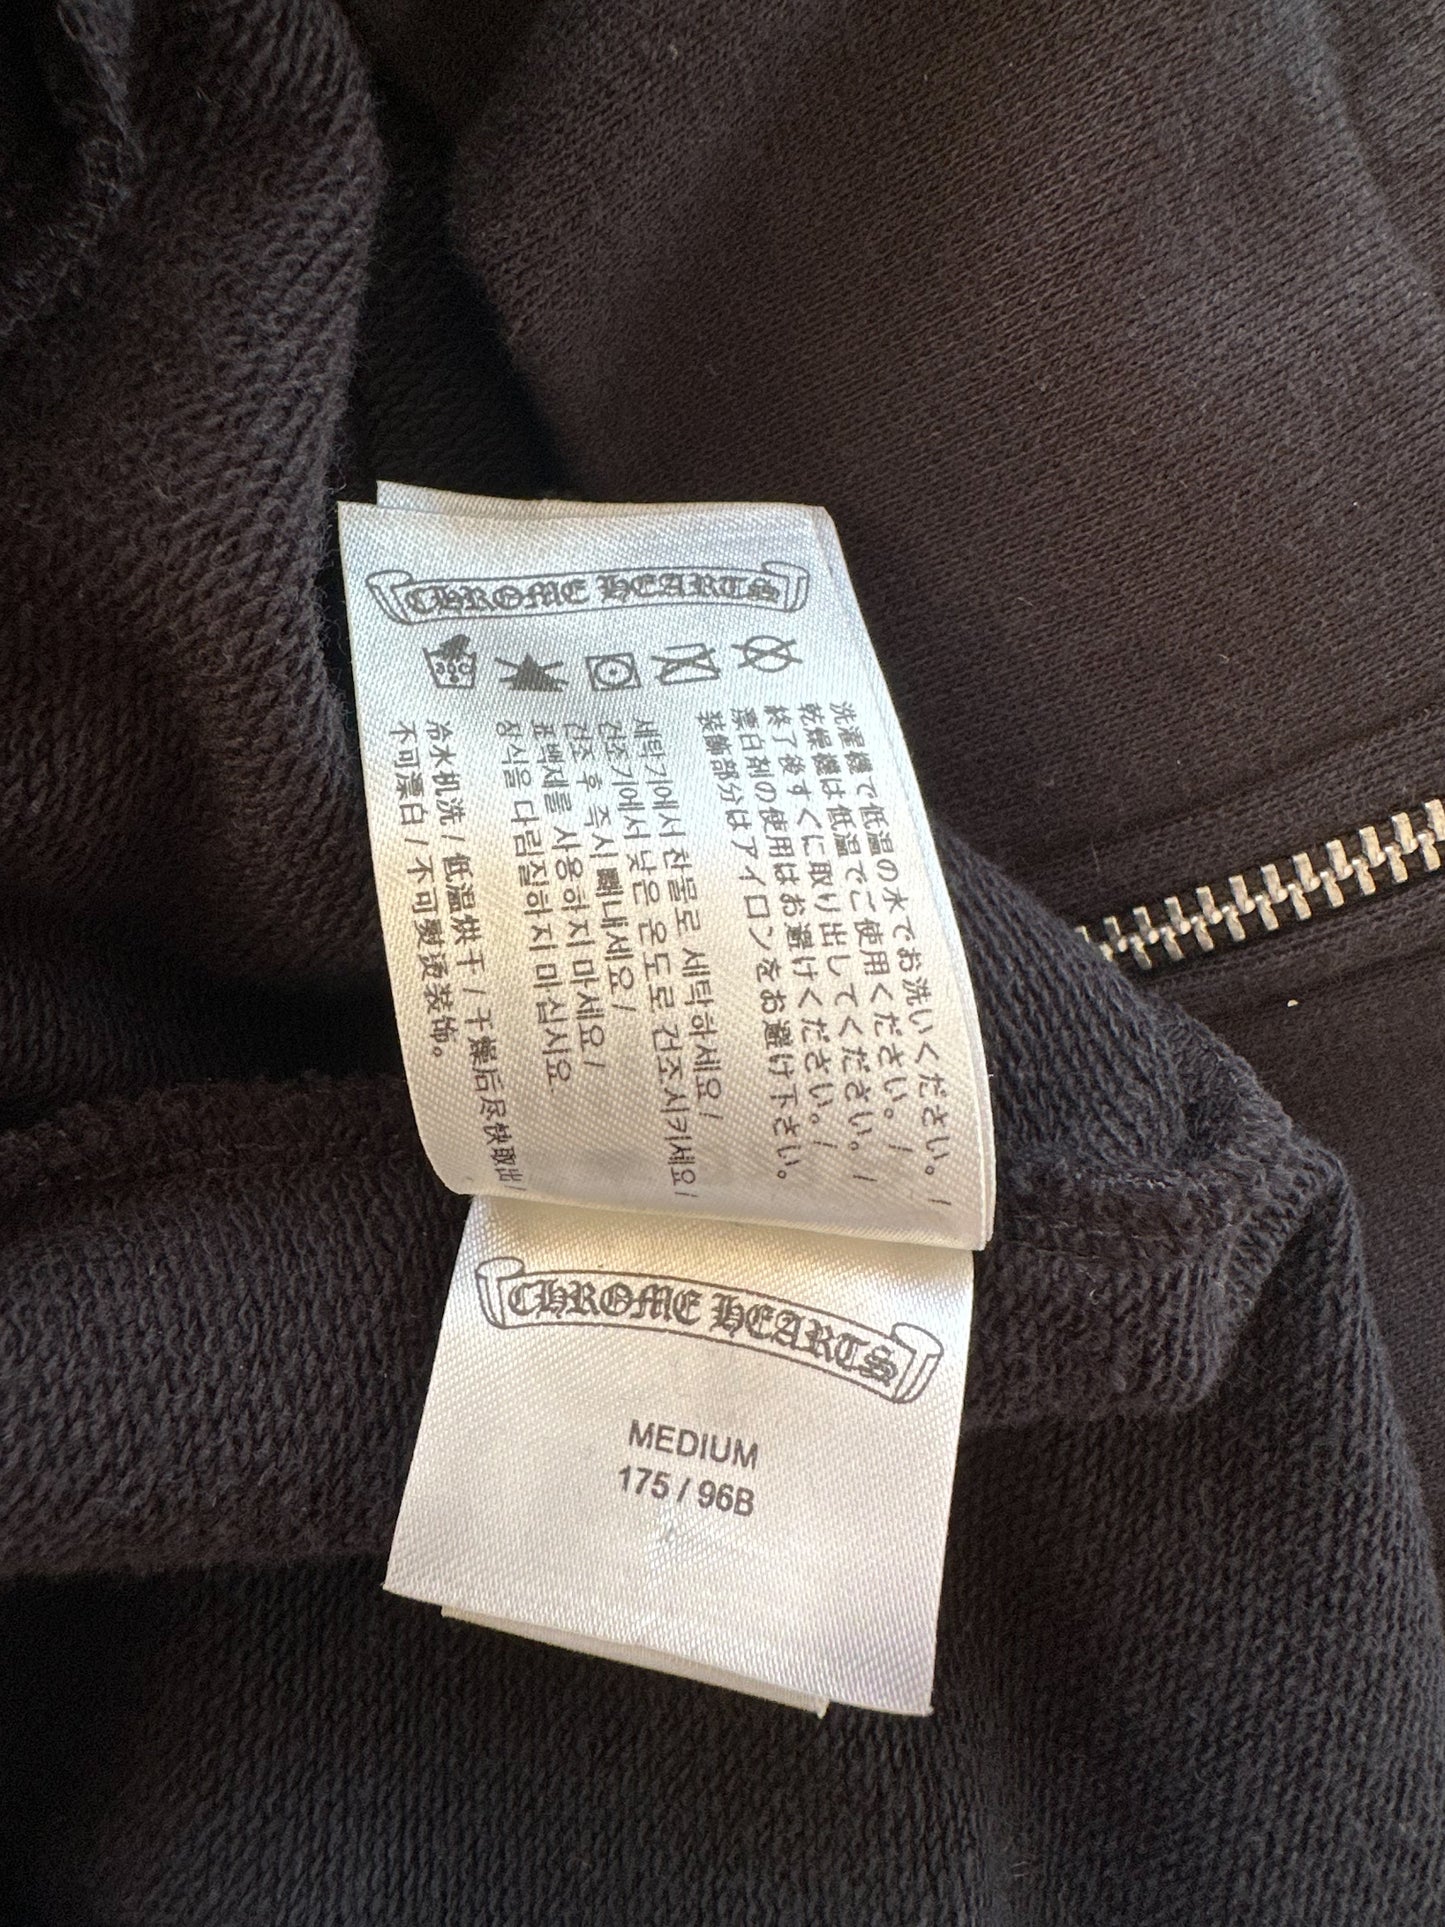 CHROME HEARTS
洗濯機で低温の水でお洗いください。/
乾燥機は低温でご使用ください。/
終了後すぐに取り出してください。/
漂白剤の使用はお避けください。/
装飾部分はアイロンをお避け下さい。
세탁기에서 찬물로 세탁하세요 /
건조기에서 낮은 온도로 건조시키세요 /
건조 후 즉시 빼내세요 /
표백제를 사용하지 마세요 /
장식을 다림질하지 마십시오
冷水机洗 / 低温烘干 / 干燥后尽快取出 /
不可漂白 / 不可熨烫装饰。
CHROME HEARTS
MEDIUM
175 / 96B